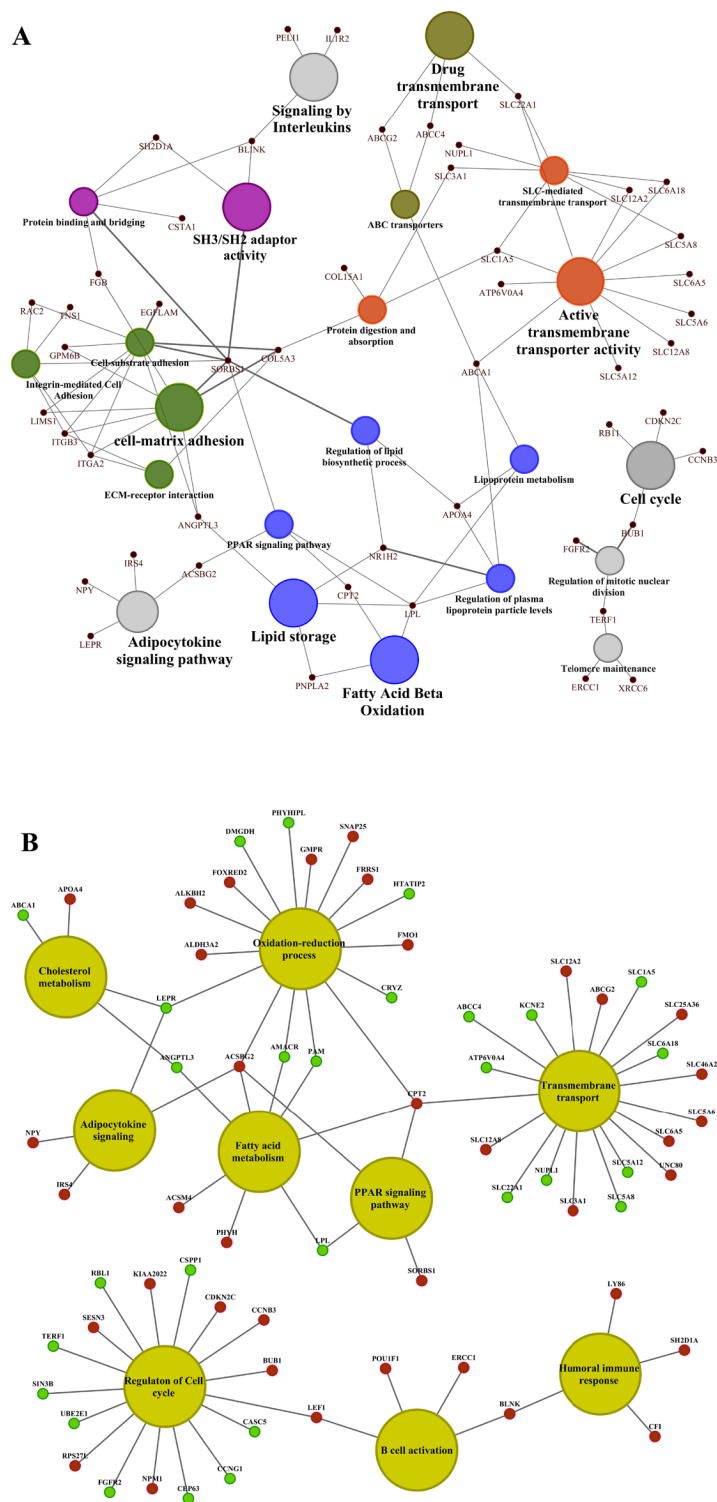 A
PELI1
IL1R2
Signaling by
Interleukins
Drug
transmembrane
transport
SLC22A1
ABCG2
ABCC4
NUPL1
SLC3A1
SH2D1A
BLINK
SLC-mediated
transmembrane transport
SLC6A18
SLC12A2
ABC transporters
Protein binding and bridging
CSTA1
SH3/SH2 adaptor
activity
SLC5A8
SLC1A5
FGB
COL15A1
ATP6V0A4
SLC6A5
RAC2
TNS1
EGFLAM
Protein digestion and
absorption
Active
transmembrane
transporter activity
SLC5A6
SLC12A8
GPM6B
Cell-substrate adhesion
COL5A3
SORBS1
ABCA1
SLC5A12
Integrin-mediated Cell
Adhesion
LIMS1
ITGB3
cell-matrix adhesion
ITGA2
Regulation of lipid
biosynthetic process
Lipoprotein metabolism
CDKN2C
RB11
CCNB3
Cell cycle
ECM-receptor interaction
ANGPTL3
APOA4
PPAR signaling pathway
BUB1
FGFR2
NR1H2
IRS4
ACSBG2
NPY
CPT2
Regulation of plasma
lipoprotein particle levels
Regulation of mitotic nuclear
division
LPL
TERF1
LEPR
Adipocytokine
signaling pathway
Lipid storage
Telomere maintenance
PNPLA2
Fatty Acid Beta
Oxidation
ERCC1
XRCC6
B
PHYHIPL
DMGDH
SNAP25
GMPR
FOXRED2
FRRS1
ALKBH2
HTATIP2
APOA4
ABCA1
ALDH3A2
Oxidation-reduction
process
FMO1
Cholesterol
metabolism
CRYZ
LEPR
SLC12A2
ABCG2
SLC1A5
KCNE2
ABCC4
SLC25A36
ANGPTL3
ACSBG2
AMACR
PAM
SLC6A18
ATP6V0A4
SLC46A2
CPT2
Transmembrane
transport
SLC5A6
Adipocytokine
signaling
NPY
Fatty acid
metabolism
SLC6A5
SLC12A8
SLC5A12
UNC80
IRS4
PPAR signaling
pathway
NUPL1
SLC22A1
SLC3A1
SLC5A8
ACSM4
PHYH
LPL
SORBS1
CSPP1
RBL1
KIAA2022
CDKN2C
LY86
SESN3
CCNB3
TERF1
SH2D1A
POU1F1
ERCC1
BUB1
Regulaton of Cell
cycle
Humoral immune
response
SIN3B
LEF1
BLNK
UBE2E1
CASC5
CFI
B cell activation
RPS27L
CCNG1
FGFR2
NPM1
CEP63